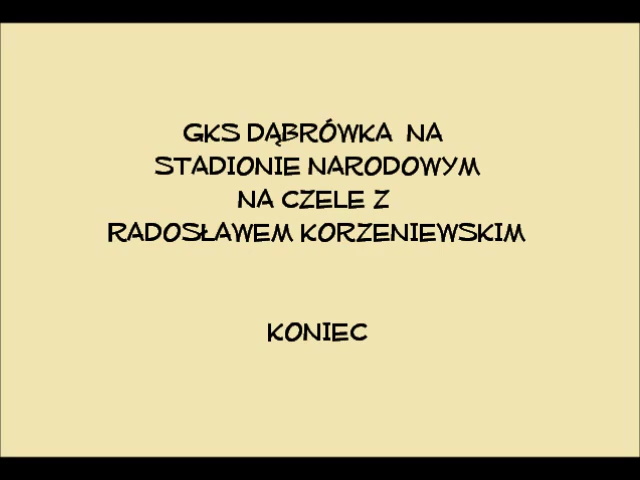 GKS DĄBRÓWKA NA
STADIONIE NARODOWYM
NA CZELE Z
RADOSŁAWEM KORZENIEWSKIM
KONIEC